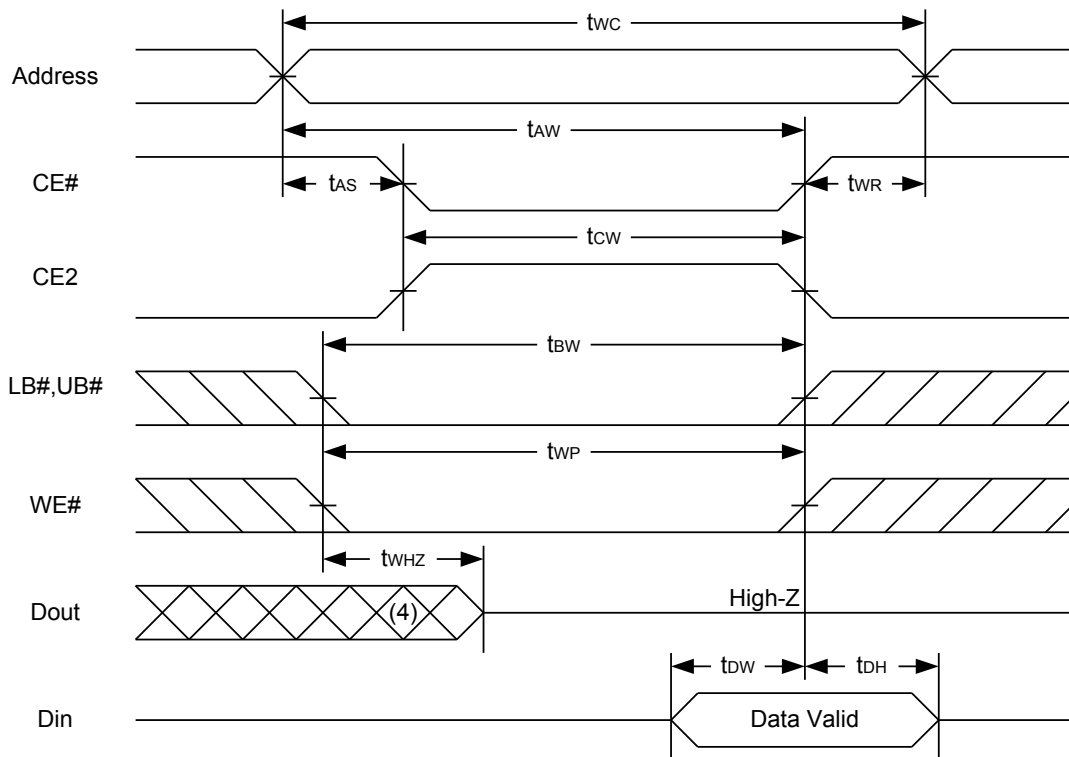 tWC
Address
tAW
CE#
tAS
tWR
tCW
CE2
tBW
LB#,UB#
tWP
WE#
tWHZ
Dout
(4)
High-Z
tDW
tDH
Din
Data Valid